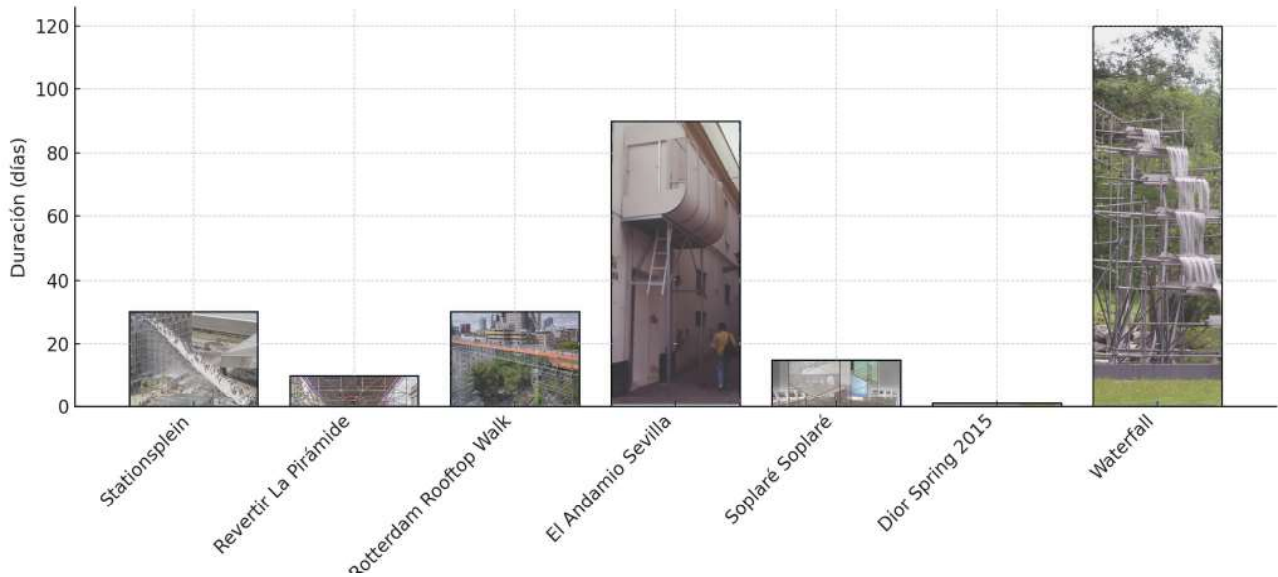 Duración (días)
120
100
80
60
40
20
0
Stationsplein
Revertir La Pirámide
Rotterdam Rooftop Walk
El Andamio Sevilla
Soplaré Soplaré
Dior Spring 2015
Waterfall